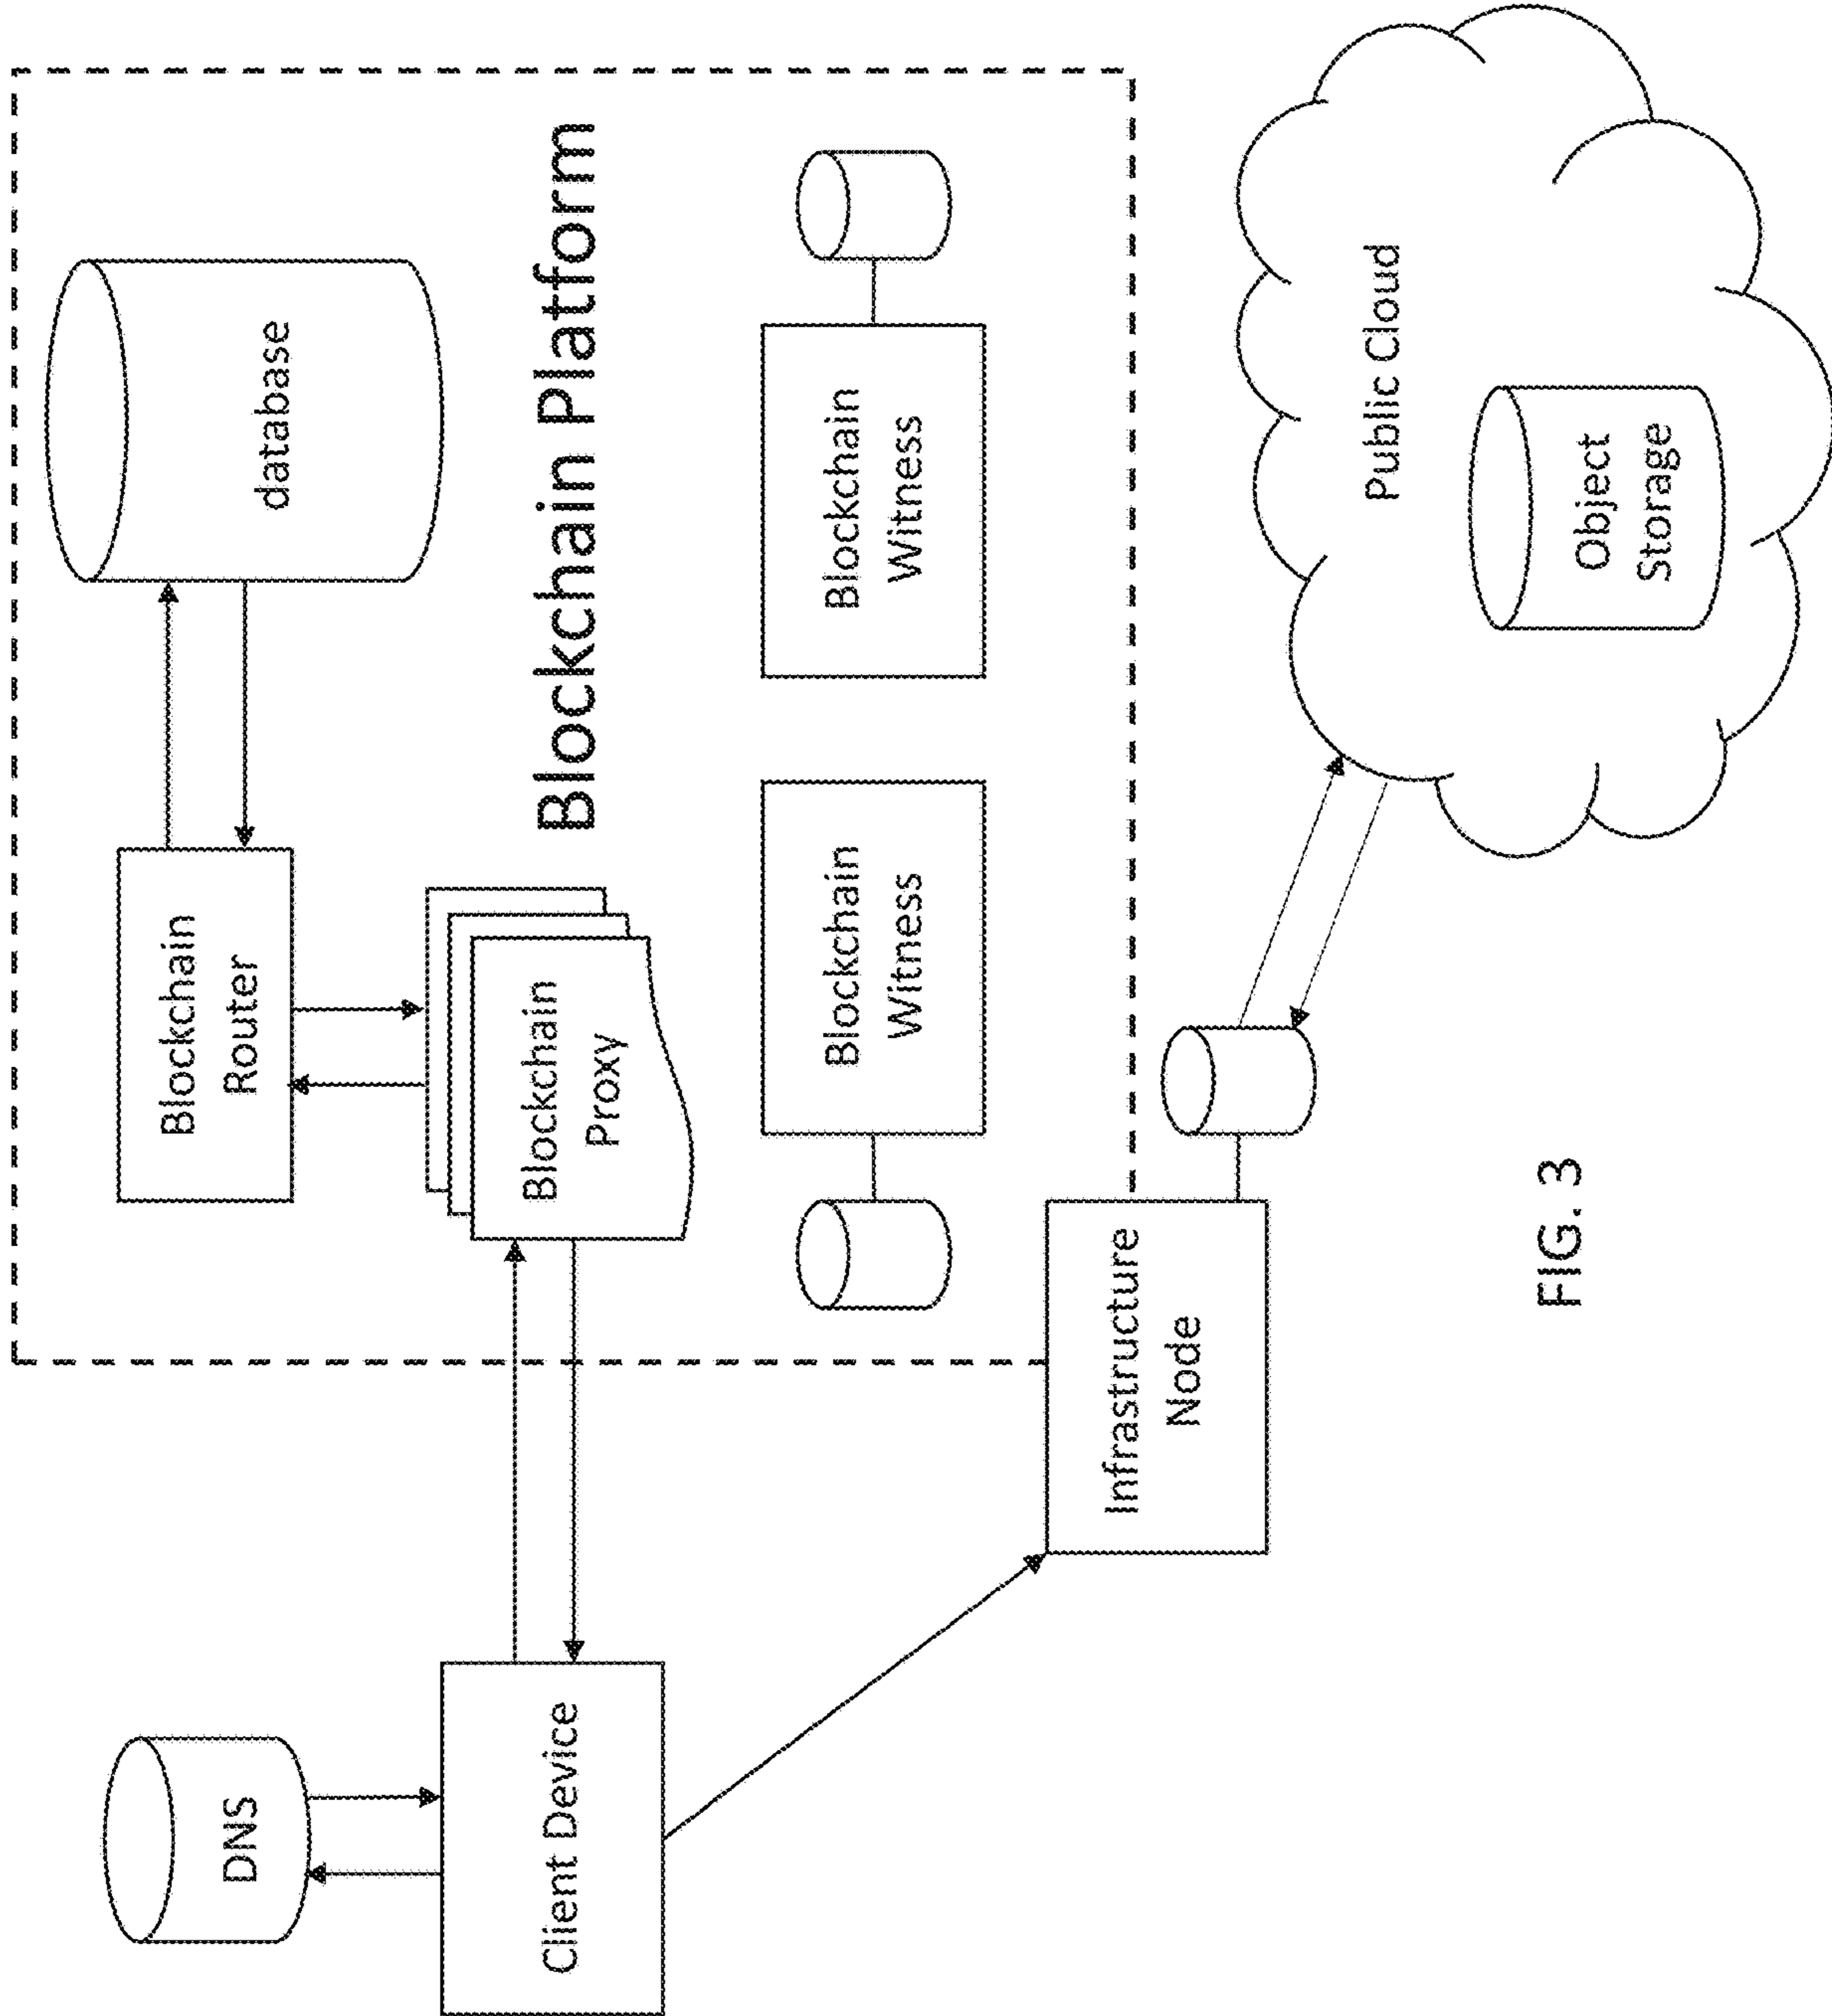 DNS
Blockchain
Router
database
Client Device
Blockchain
Proxy
Blockchain Platform
Blockchain
Witness
Blockchain
Witness
Infrastructure
Node
Public Cloud
Object
Storage
FIG. 3